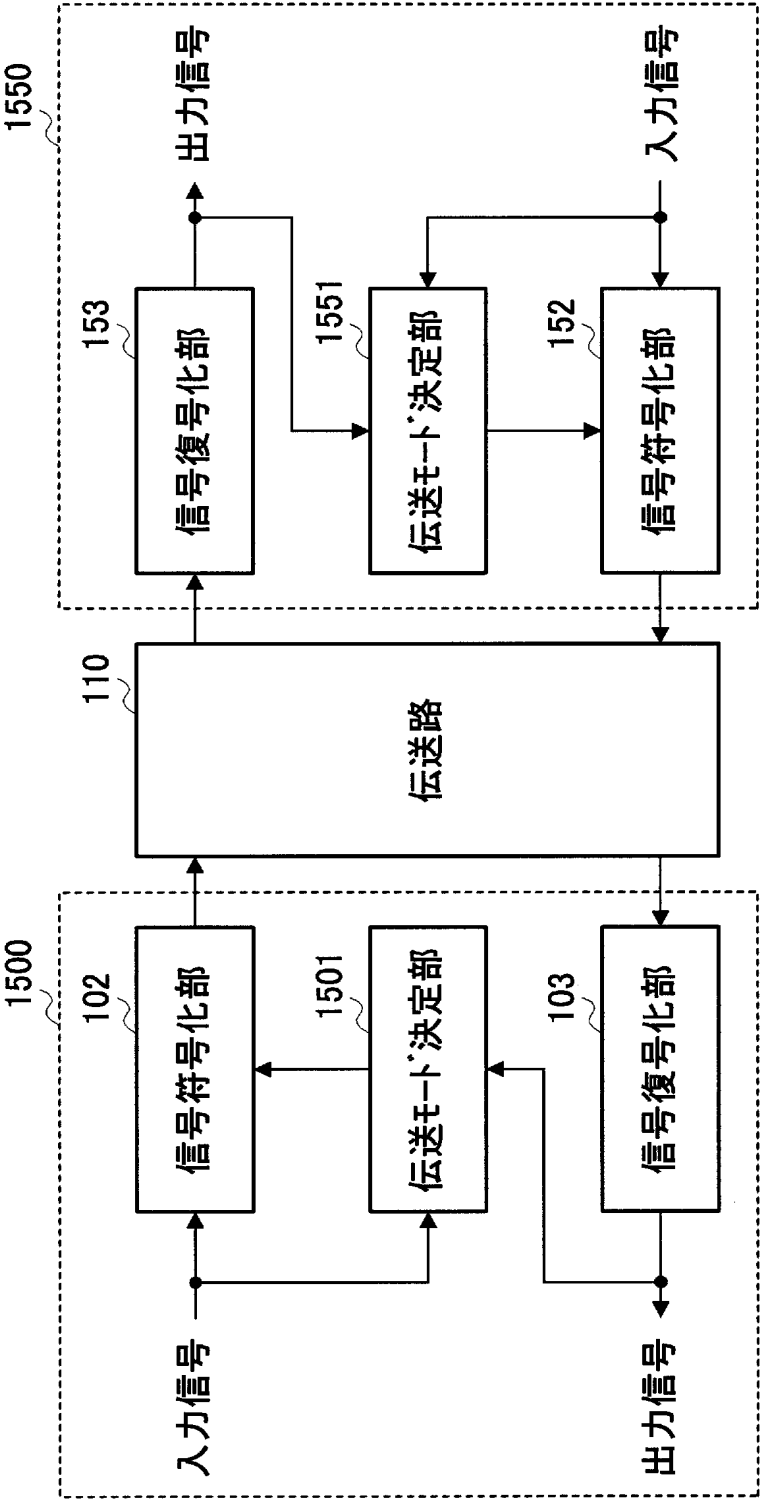 1500
102
入力信号
信号符号化部
1501
伝送モード決定部
103
出力信号
信号復号化部
110
伝送路
1550
153
信号復号化部
出力信号
1551
伝送モード決定部
152
信号符号化部
入力信号